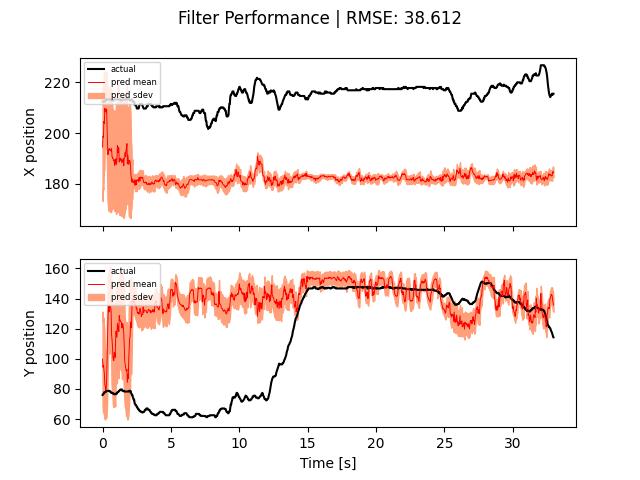 Filter Performance | RMSE: 38.612
actual
pred mean
pred sdev
220
200
180
X position
actual
pred mean
pred sdev
160
140
120
100
80
60
Y position
0 5 10 15 20 25 30
Time [s]